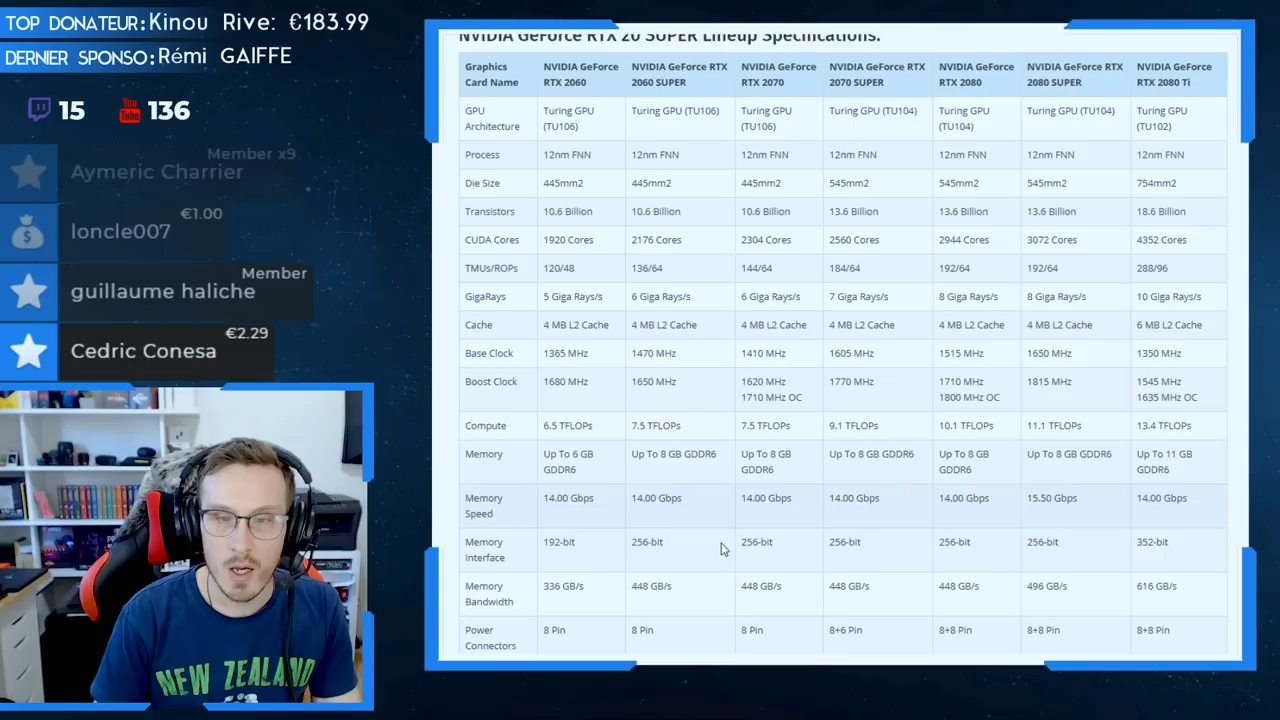 TOP DONATEUR: Kinou Rive: €183.99
DERNIER SPONSO: Rémi GAIFFE
15
You Tube 136
Member x9
Aymeric Charrier
€1.00
loncle007
Member
guillaume haliche
€2.29
Cedric Conesa
NEW ZEALAND
NVIDIA GeForce RTX 20 SUPER Lineup Specifications:
Graphics Card Name | NVIDIA GeForce RTX 2060 | NVIDIA GeForce RTX 2060 SUPER | NVIDIA GeForce RTX 2070 | NVIDIA GeForce RTX 2070 SUPER | NVIDIA GeForce RTX 2080 | NVIDIA GeForce RTX 2080 SUPER | NVIDIA GeForce RTX 2080 Ti
GPU Architecture | Turing GPU (TU106) | Turing GPU (TU106) | Turing GPU (TU106) | Turing GPU (TU104) | Turing GPU (TU104) | Turing GPU (TU104) | Turing GPU (TU102)
Process | 12nm FNN | 12nm FNN | 12nm FNN | 12nm FNN | 12nm FNN | 12nm FNN | 12nm FNN
Die Size | 445mm2 | 445mm2 | 445mm2 | 545mm2 | 545mm2 | 545mm2 | 754mm2
Transistors | 10.6 Billion | 10.6 Billion | 10.6 Billion | 13.6 Billion | 13.6 Billion | 13.6 Billion | 18.6 Billion
CUDA Cores | 1920 Cores | 2176 Cores | 2304 Cores | 2560 Cores | 2944 Cores | 3072 Cores | 4352 Cores
TMUs/ROPs | 120/48 | 136/64 | 144/64 | 184/64 | 192/64 | 192/64 | 288/96
GigaRays | 5 Giga Rays/s | 6 Giga Rays/s | 6 Giga Rays/s | 7 Giga Rays/s | 8 Giga Rays/s | 8 Giga Rays/s | 10 Giga Rays/s
Cache | 4 MB L2 Cache | 4 MB L2 Cache | 4 MB L2 Cache | 4 MB L2 Cache | 4 MB L2 Cache | 4 MB L2 Cache | 6 MB L2 Cache
Base Clock | 1365 MHz | 1470 MHz | 1410 MHz | 1605 MHz | 1515 MHz | 1650 MHz | 1350 MHz
Boost Clock | 1680 MHz | 1650 MHz | 1620 MHz 1710 MHz OC | 1770 MHz | 1710 MHz 1800 MHz OC | 1815 MHz | 1545 MHz 1635 MHz OC
Compute | 6.5 TFLOPs | 7.5 TFLOPs | 7.5 TFLOPs | 9.1 TFLOPs | 10.1 TFLOPs | 11.1 TFLOPs | 13.4 TFLOPs
Memory | Up To 6 GB GDDR6 | Up To 8 GB GDDR6 | Up To 8 GB GDDR6 | Up To 8 GB GDDR6 | Up To 8 GB GDDR6 | Up To 8 GB GDDR6 | Up To 11 GB GDDR6
Memory Speed | 14.00 Gbps | 14.00 Gbps | 14.00 Gbps | 14.00 Gbps | 14.00 Gbps | 15.50 Gbps | 14.00 Gbps
Memory Interface | 192-bit | 256-bit | 256-bit | 256-bit | 256-bit | 256-bit | 352-bit
Memory Bandwidth | 336 GB/s | 448 GB/s | 448 GB/s | 448 GB/s | 448 GB/s | 496 GB/s | 616 GB/s
Power Connectors | 8 Pin | 8 Pin | 8 Pin | 8+6 Pin | 8+8 Pin | 8+8 Pin | 8+8 Pin